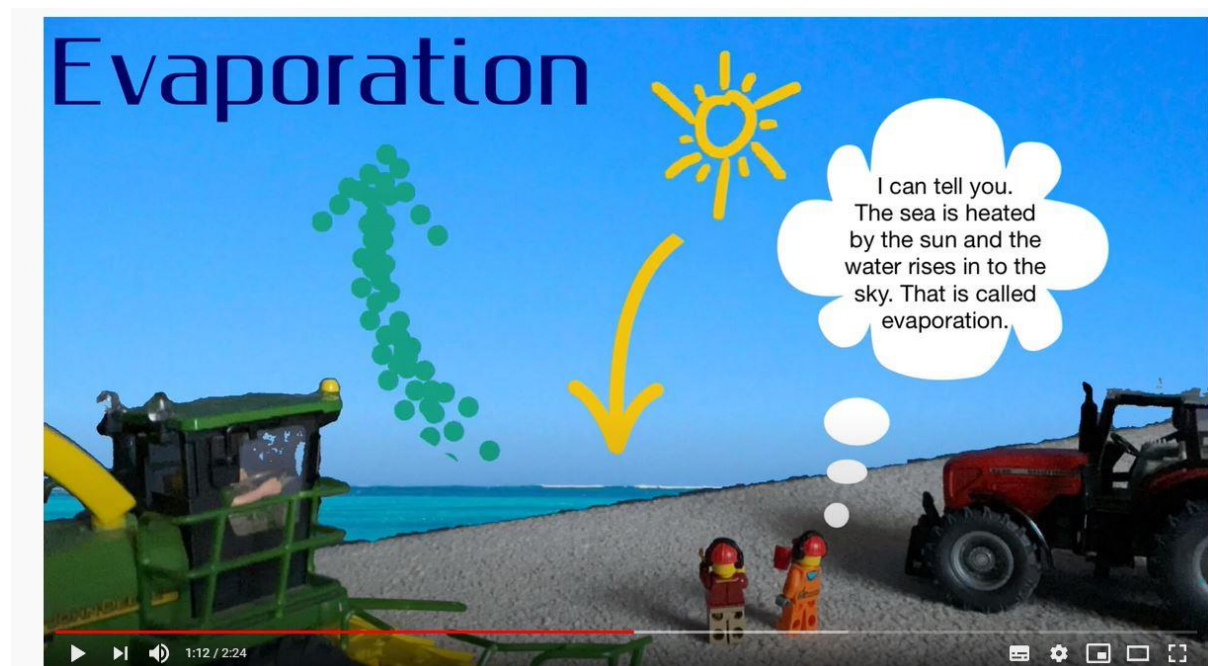 Evaporation
I can tell you.
The sea is heated
by the sun and the
water rises in to the
sky. That is called
evaporation.
1:12 / 2:24